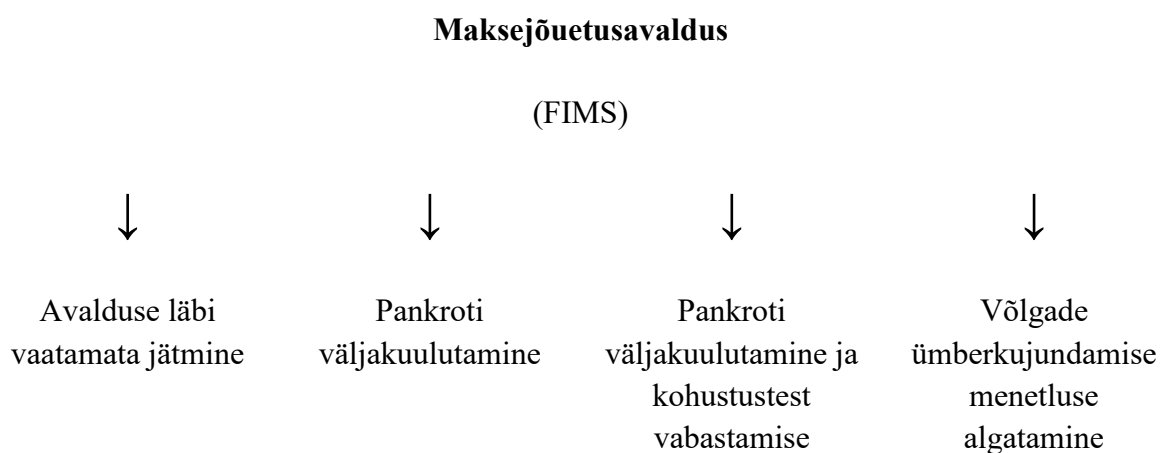 Maksejõuetusavaldus
(FIMS)
↓ ↓ ↓ ↓
Avalduse läbi
vaatamata jätmine
Pankroti
väljakuulutamine
Pankroti
väljakuulutamine ja
kohustustest
vabastamise
Võlgade
ümberkujundamise
menetluse
algatamine